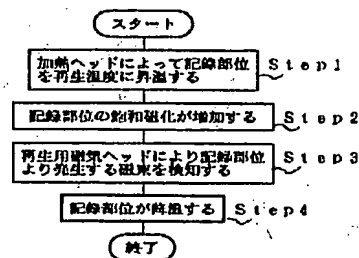 スタート
加熱ヘッドによって記録部位 Step1
を再生温度に昇温する
記録部位の飽和磁化が増加する Step2
再生用磁気ヘッドにより記録部位 Step3
より発生する磁束を検知する
記録部位が降温する Step4
終了